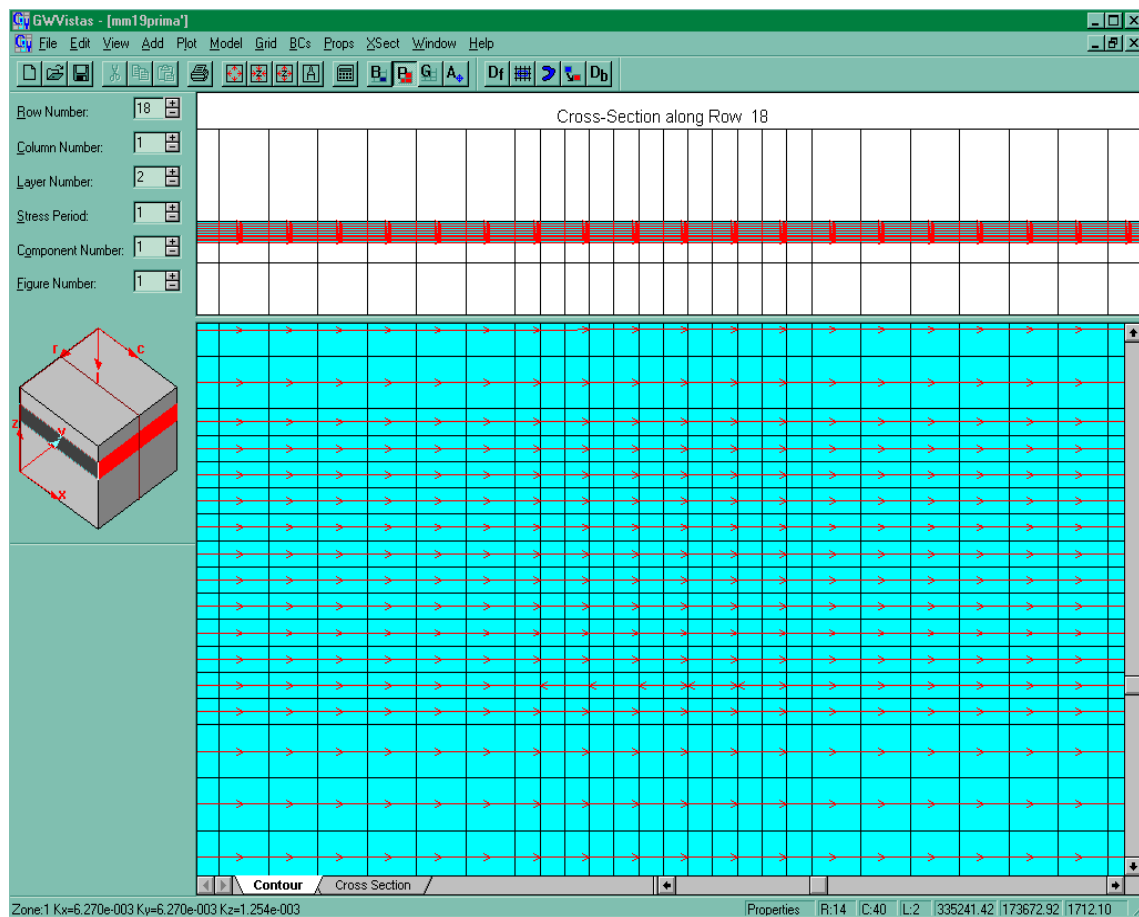 GWVistas - [mm19prima']
File Edit View Add Plot Model Grid BCs Props XSect Window Help
Row Number: 18
Column Number: 1
Layer Number: 2
Stress Period: 1
Component Number: 1
Figure Number: 1
Cross-Section along Row 18
r c
l
z y
x
Contour Cross Section
Zone:1 Kx=6.270e-003 Ky=6.270e-003 Kz=1.254e-003 Properties R:14 C:40 L:2 335241.42 173672.92 1712.10